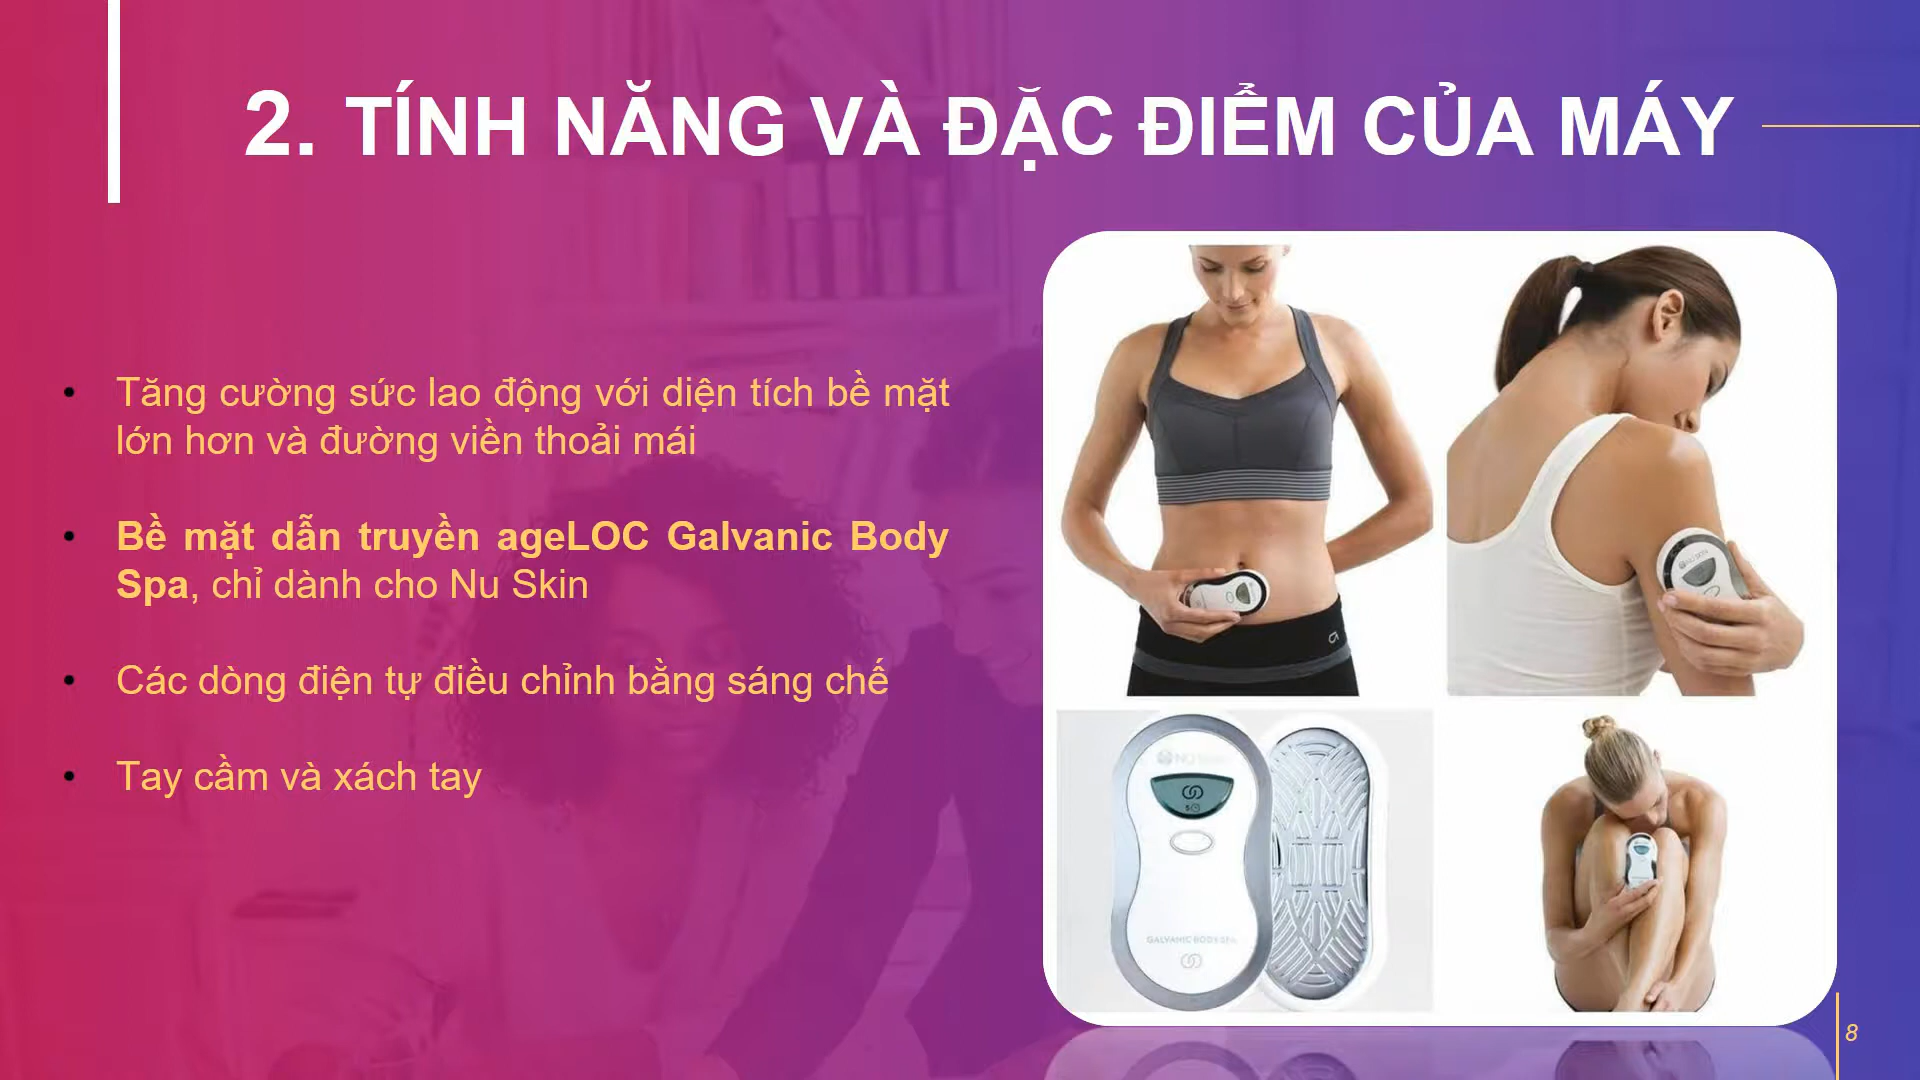 2. TÍNH NĂNG VÀ ĐẶC ĐIỂM CỦA MÁY
• Tăng cường sức lao động với diện tích bề mặt
lớn hơn và đường viền thoải mái
• Bề mặt dẫn truyền ageLOC Galvanic Body
Spa, chỉ dành cho Nu Skin
• Các dòng điện tự điều chỉnh bằng sáng chế
• Tay cầm và xách tay
NU
5
GALVANIC BODY SPA
8